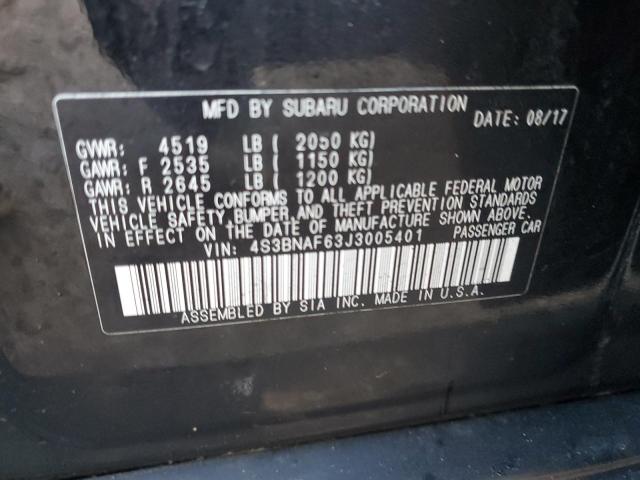 MFD BY SUBARU CORPORATION DATE: 08/17
GVWR: 4519 LB ( 2050 KG)
GAWR: F 2535 LB ( 1150 KG)
GAWR: R 2645 LB ( 1200 KG)
THIS VEHICLE CONFORMS TO ALL APPLICABLE FEDERAL MOTOR
VEHICLE SAFETY,BUMPER,AND THEFT PREVENTION STANDARDS
IN EFFECT ON THE DATE OF MANUFACTURE SHOWN ABOVE.
VIN: 4S3BNAF63J3005401 PASSENGER CAR
ASSEMBLED BY SIA INC. MADE IN U.S.A.